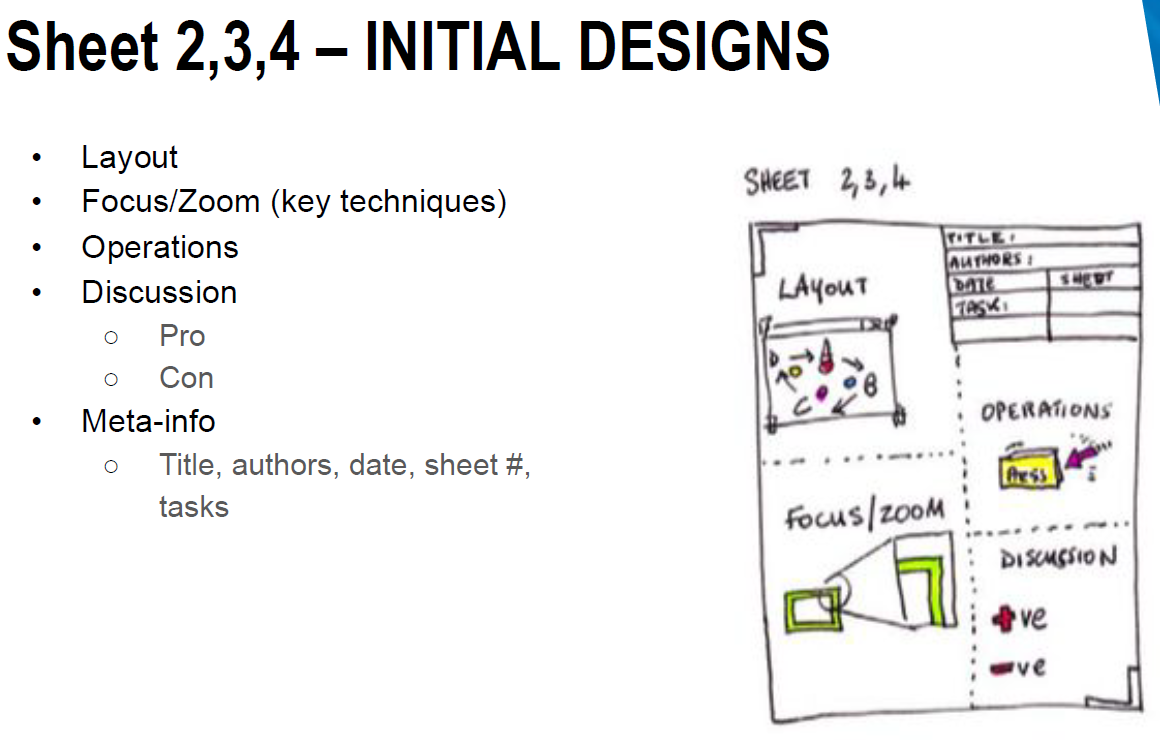 Sheet 2,3,4 – INITIAL DESIGNS
• Layout
• Focus/Zoom (key techniques)
• Operations
• Discussion
○ Pro
○ Con
• Meta-info
○ Title, authors, date, sheet #,
tasks
SHEET 2,3,4
TITLE:
AUTHORS:
DATE SHEET
TASK:
LAYOUT
D
A
B
C
OPERATIONS
Press
FOCUS/ZOOM
DISCUSSION
+ve
-ve